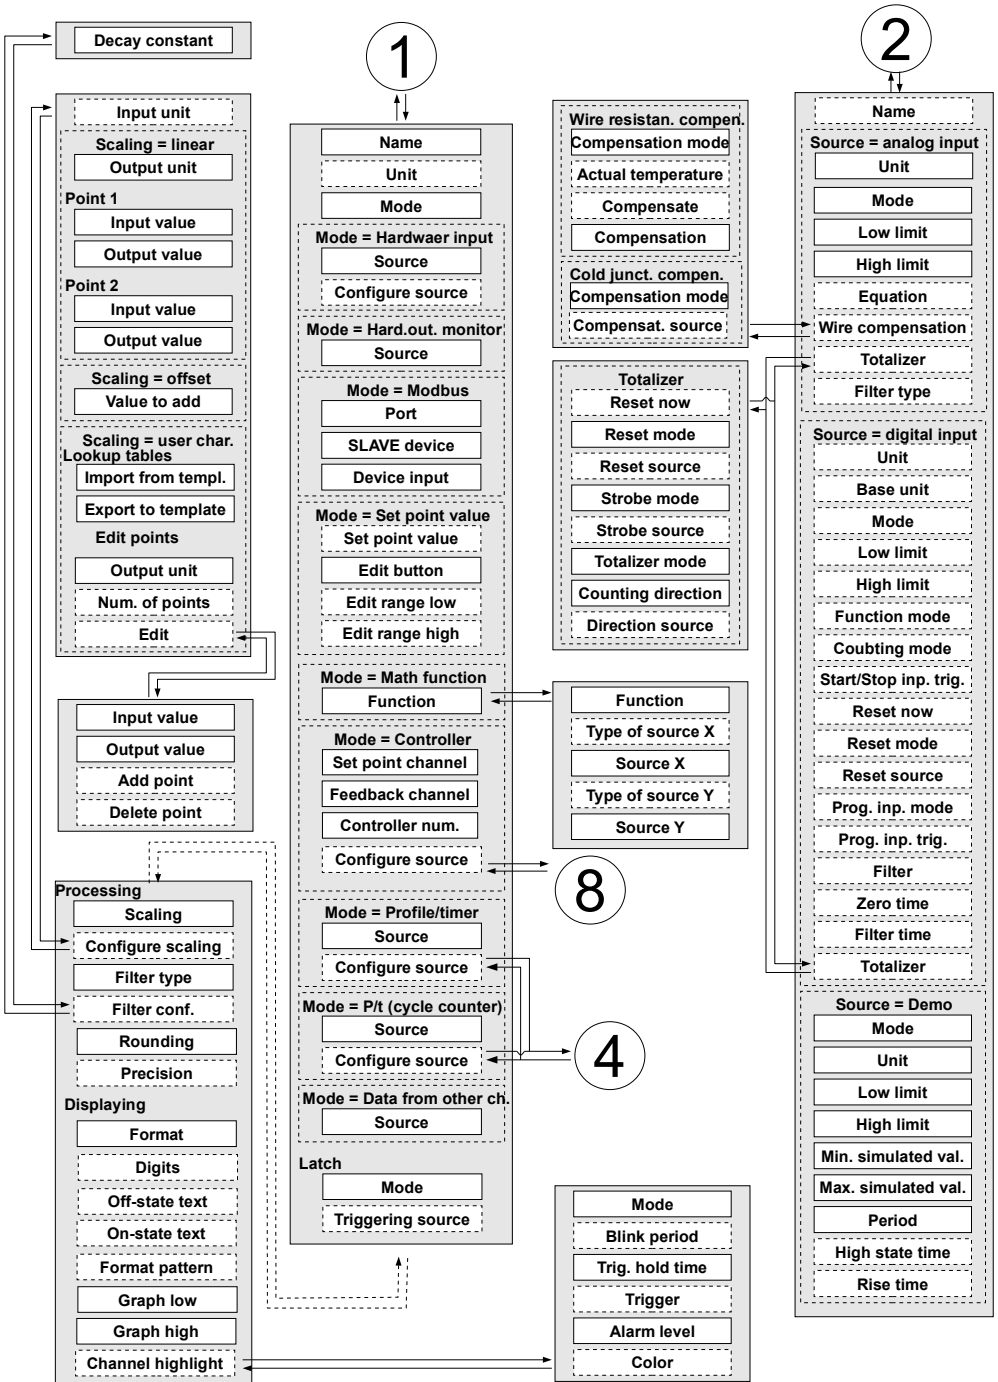 Decay constant
Input unit
Scaling = linear
Output unit
Point 1
Input value
Output value
Point 2
Input value
Output value
Scaling = offset
Value to add
Scaling = user char.
Lookup tables
Import from templ.
Export to template
Edit points
Output unit
Num. of points
Edit
Input value
Output value
Add point
Delete point
Processing
Scaling
Configure scaling
Filter type
Filter conf.
Rounding
Precision
Displaying
Format
Digits
Off-state text
On-state text
Format pattern
Graph low
Graph high
Channel highlight
1
Name
Unit
Mode
Mode = Hardwaer input
Source
Configure source
Mode = Hard.out. monitor
Source
Mode = Modbus
Port
SLAVE device
Device input
Mode = Set point value
Set point value
Edit button
Edit range low
Edit range high
Mode = Math function
Function
Mode = Controller
Set point channel
Feedback channel
Controller num.
Configure source
Mode = Profile/timer
Source
Configure source
Mode = P/t (cycle counter)
Source
Configure source
Mode = Data from other ch.
Source
Latch
Mode
Triggering source
Wire resistan. compen.
Compensation mode
Actual temperature
Compensate
Compensation
Cold junct. compen.
Compensation mode
Compensat. source
Totalizer
Reset now
Reset mode
Reset source
Strobe mode
Strobe source
Totalizer mode
Counting direction
Direction source
Function
Type of source X
Source X
Type of source Y
Source Y
8
4
Mode
Blink period
Trig. hold time
Trigger
Alarm level
Color
2
Name
Source = analog input
Unit
Mode
Low limit
High limit
Equation
Wire compensation
Totalizer
Filter type
Source = digital input
Unit
Base unit
Mode
Low limit
High limit
Function mode
Coubting mode
Start/Stop inp. trig.
Reset now
Reset mode
Reset source
Prog. inp. mode
Prog. inp. trig.
Filter
Zero time
Filter time
Totalizer
Source = Demo
Mode
Unit
Low limit
High limit
Min. simulated val.
Max. simulated val.
Period
High state time
Rise time